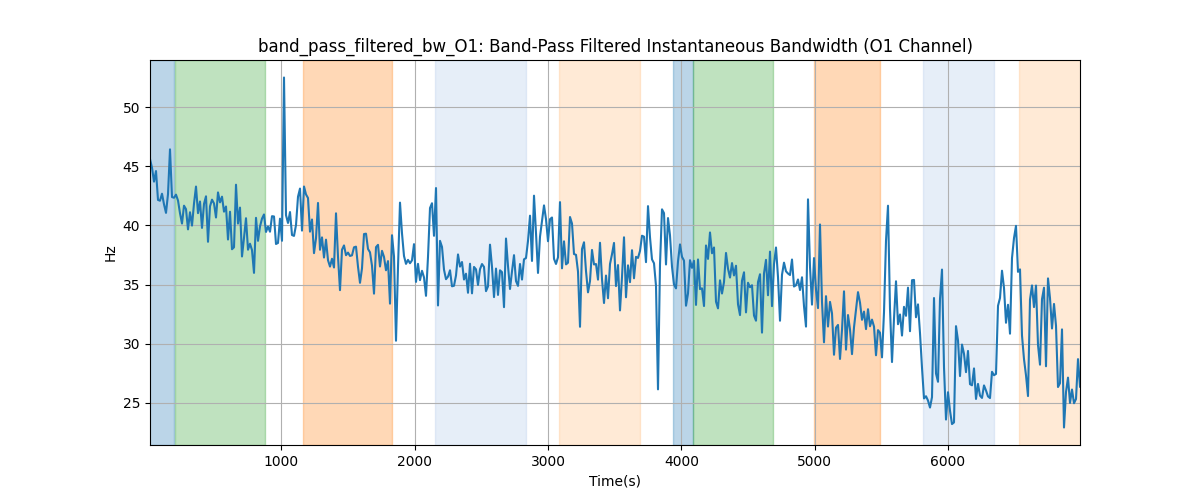 band_pass_filtered_bw_O1: Band-Pass Filtered Instantaneous Bandwidth (O1 Channel)
50
45
40
35
30
25
Hz
1000 2000 3000 4000 5000 6000
Time(s)